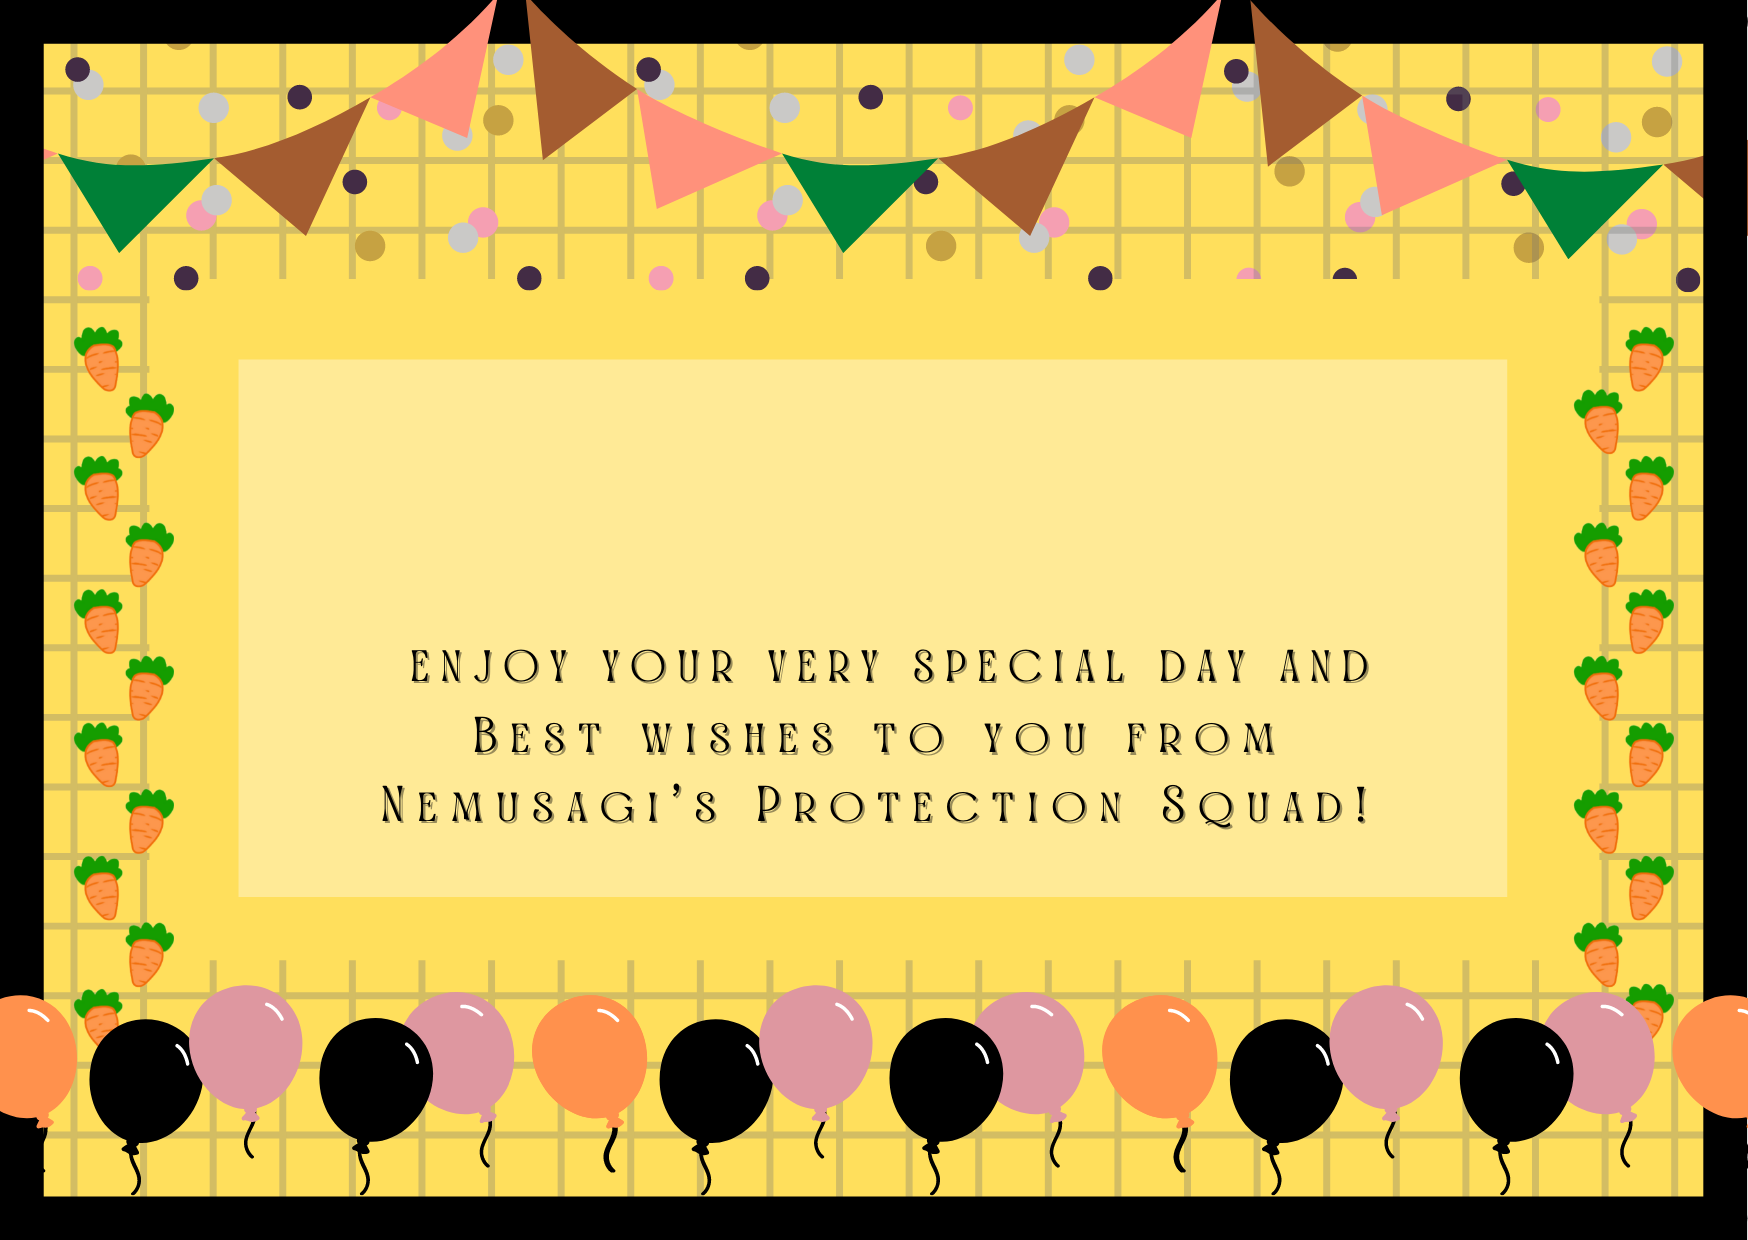 ENJOY YOUR VERY SPECIAL DAY AND
BEST WISHES TO YOU FROM
NEMUSAGI'S PROTECTION SQUAD!